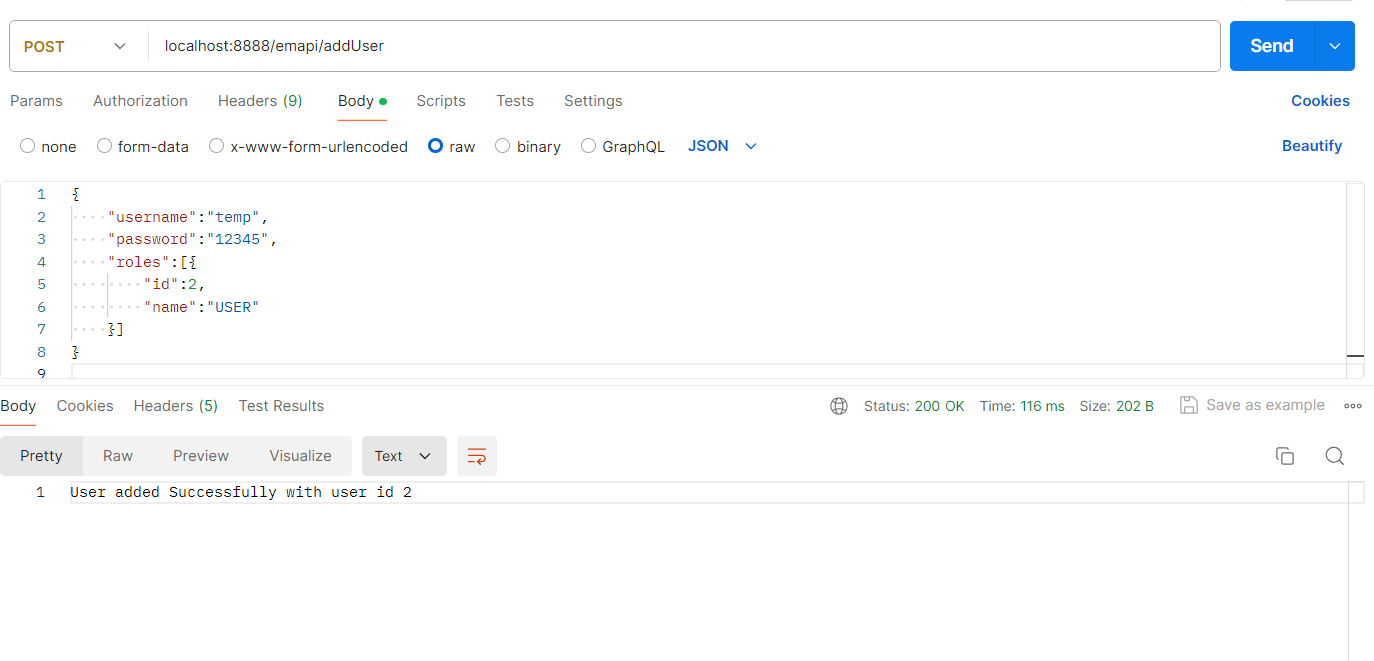 POST localhost:8888/emapi/addUser Send
Params Authorization Headers (9) Body Scripts Tests Settings Cookies
none form-data x-www-form-urlencoded raw binary GraphQL JSON Beautify
1 {
2 "username":"temp",
3 "password":"12345",
4 "roles":[{
5 "id":2,
6 "name":"USER"
7 }]
8 }
9
Body Cookies Headers (5) Test Results Status: 200 OK Time: 116 ms Size: 202 B Save as example
Pretty Raw Preview Visualize Text
1 User added Successfully with user id 2